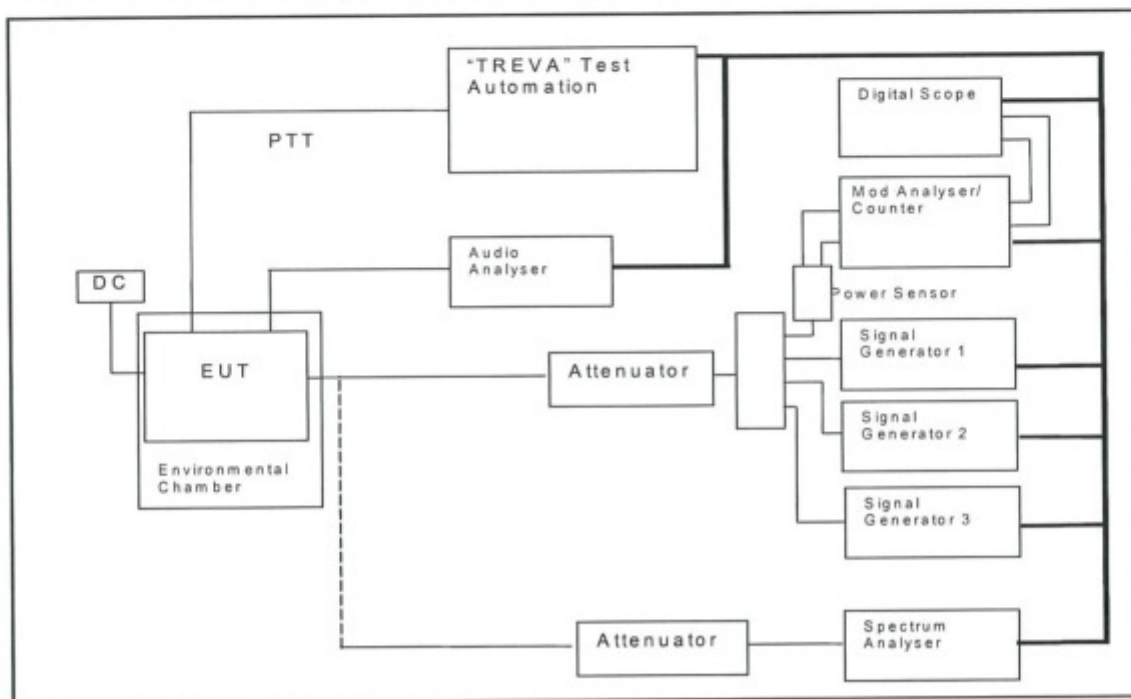 "TREVA" Test
Automation
Digital Scope
PTT
Mod Analyser/
Counter
Audio
Analyser
DC
Power Sensor
Signal
Generator 1
EUT
Attenuator
Signal
Generator 2
Environmental
Chamber
Signal
Generator 3
Attenuator
Spectrum
Analyser